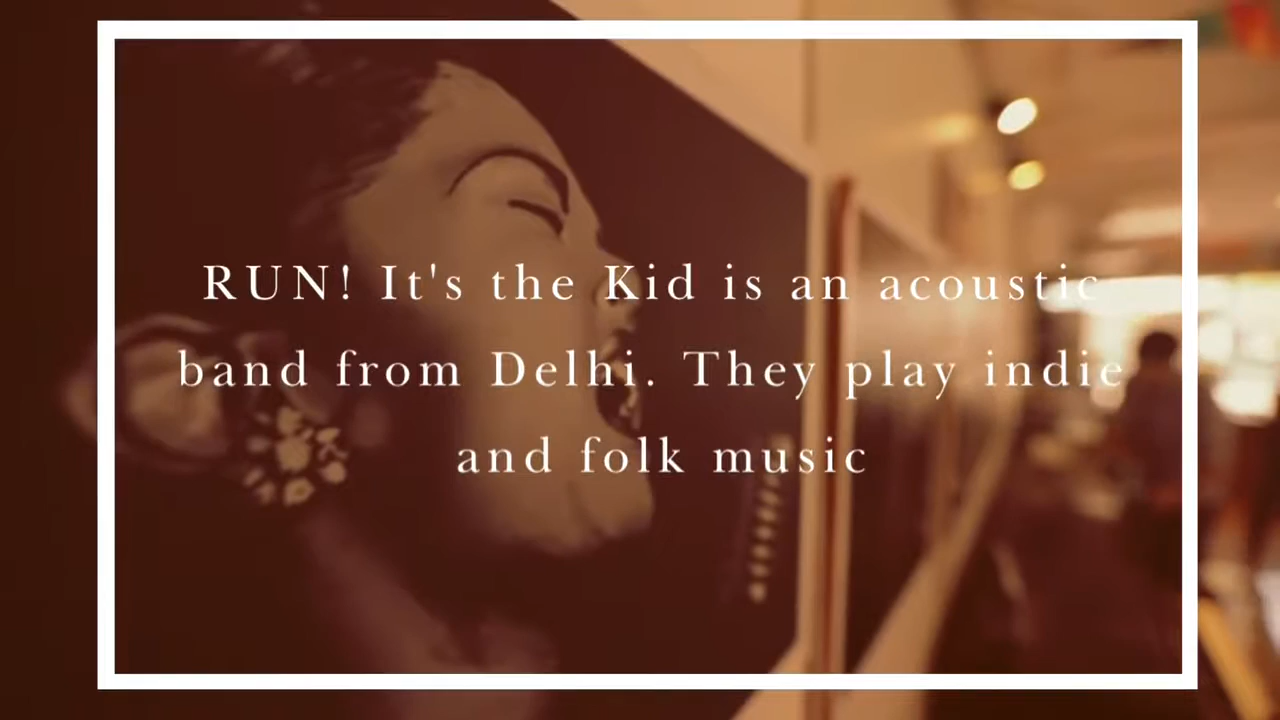 RUN! It's the Kid is an acoustic
band from Delhi. They play indie
and folk music